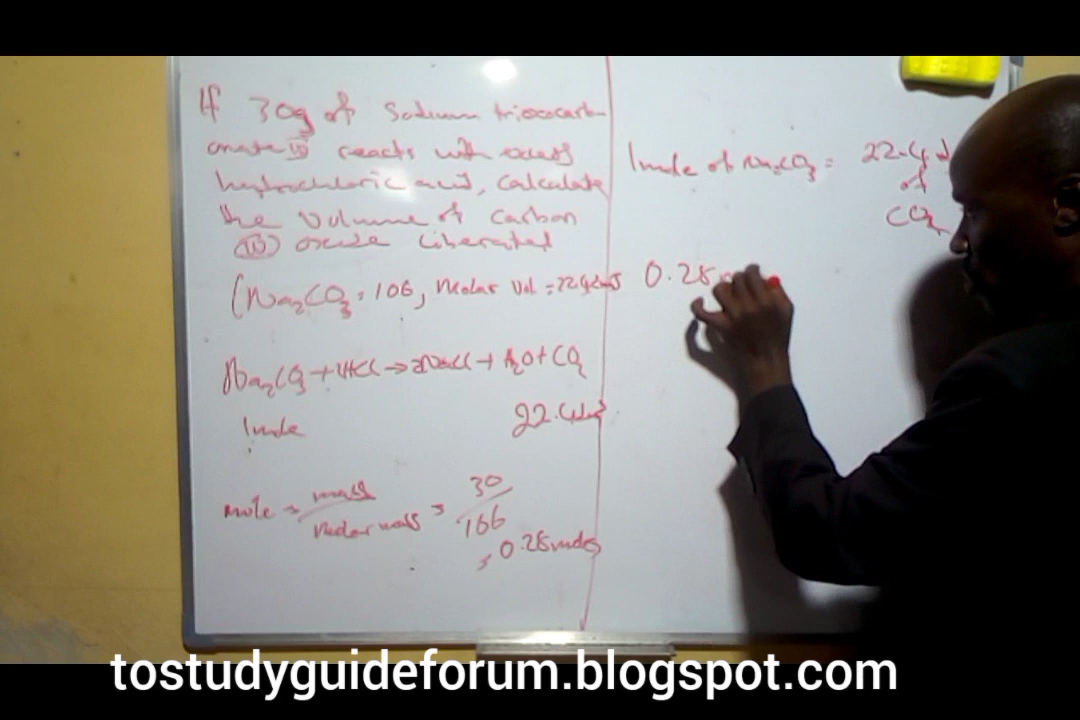 If 30g of Sodium trioxocarb-
onate IV reacts with excess
hydrochloric acid, Calculate
the volume of Carbon
(IV) oxide liberated
(Na2CO3 = 106, Molar Vol = 22.4dm3
Na2CO3 + HCl → 2NaCl + H2O + CO2
1mole 22.4dm3
mole = mass / Molar mass = 30 / 106
= 0.28moles
1mole of Na2CO3 = 22.4 d
of
CO2
0.28
tostudyguideforum.blogspot.com